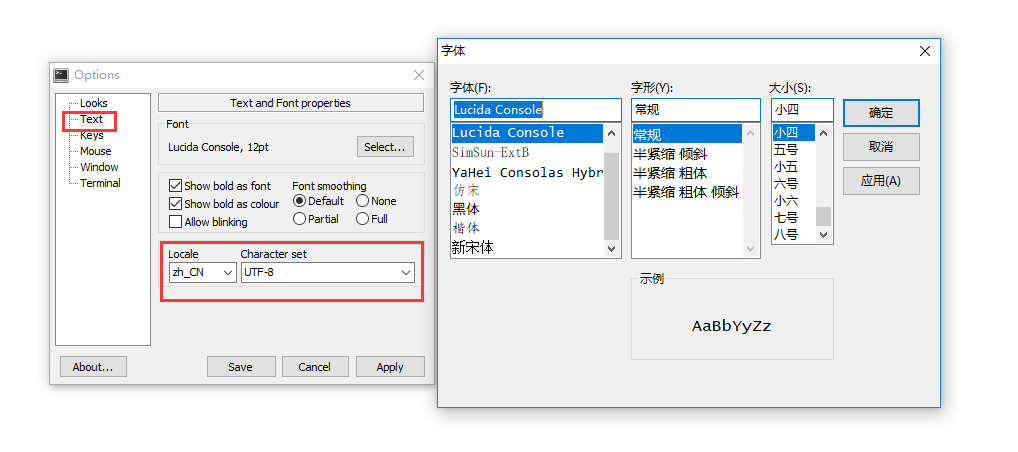 Options
Looks
Text
Keys
Mouse
Window
Terminal
Text and Font properties
Font
Lucida Console, 12pt
Select...
Show bold as font
Show bold as colour
Allow blinking
Font smoothing
Default
None
Partial
Full
Locale
Character set
zh_CN
UTF-8
About...
Save
Cancel
Apply
字体
字体(F):
Lucida Console
Lucida Console
SimSun-ExtB
YaHei Consolas Hybr
仿宋
黑体
楷体
新宋体
字形(Y):
常规
常规
半紧缩 倾斜
半紧缩 粗体
半紧缩 粗体 倾斜
大小(S):
小四
小四
五号
小五
六号
小六
七号
八号
确定
取消
应用(A)
示例
AaBbYyZz